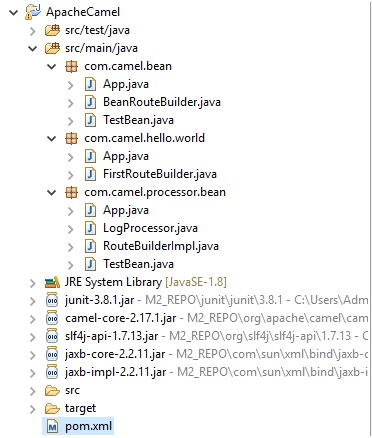 ApacheCamel
src/test/java
src/main/java
com.camel.bean
App.java
BeanRouteBuilder.java
TestBean.java
com.camel.hello.world
App.java
FirstRouteBuilder.java
com.camel.processor.bean
App.java
LogProcessor.java
RouteBuilderImpl.java
TestBean.java
JRE System Library [JavaSE-1.8]
junit-3.8.1.jar - M2_REPO\junit\junit\3.8.1 - C:\Users\Adm
camel-core-2.17.1.jar - M2_REPO\org\apache\camel\cam
slf4j-api-1.7.13.jar - M2_REPO\org\slf4j\slf4j-api\1.7.13 -
jaxb-core-2.2.11.jar - M2_REPO\com\sun\xml\bind\jaxb-c
jaxb-impl-2.2.11.jar - M2_REPO\com\sun\xml\bind\jaxb-i
src
target
pom.xml